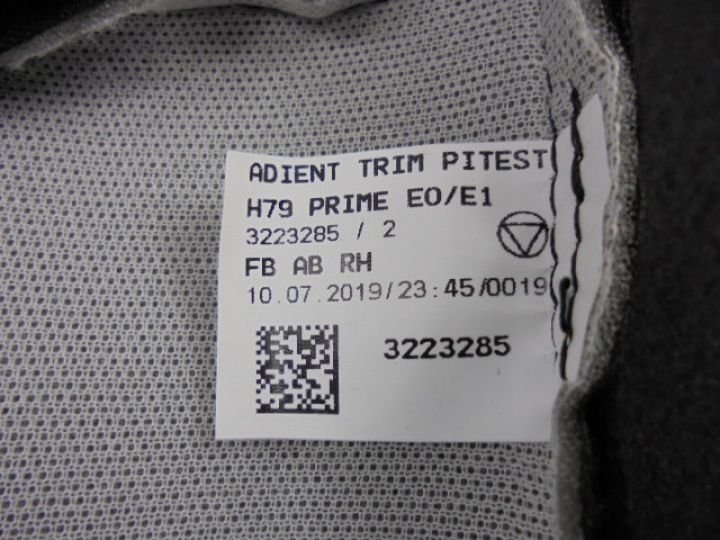 ADIENT TRIM PITEST
H79 PRIME E0/E1
3223285 / 2
FB AB RH
10.07.2019/23:45/0019
3223285